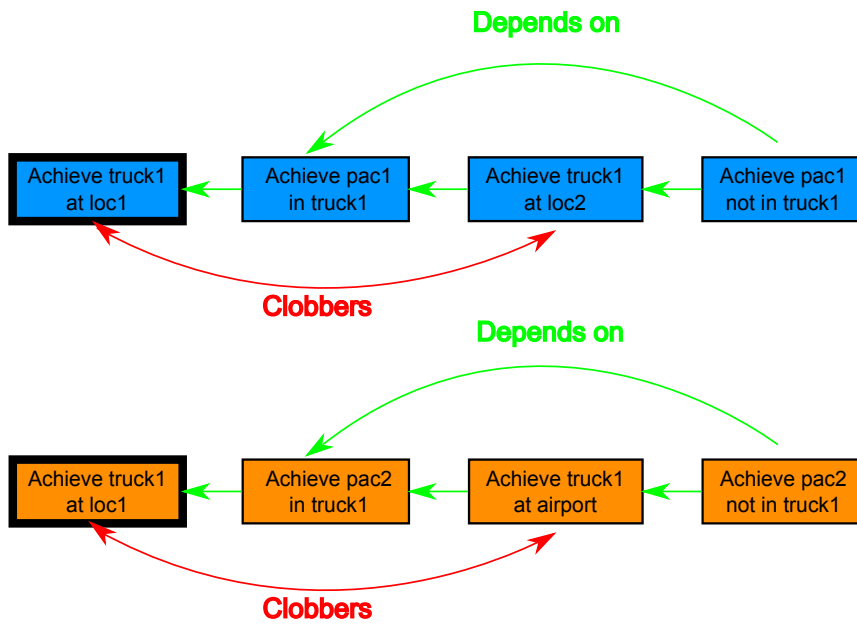 Depends on
Achieve truck1
at loc1
Achieve pac1
in truck1
Achieve truck1
at loc2
Achieve pac1
not in truck1
Clobbers
Depends on
Achieve truck1
at loc1
Achieve pac2
in truck1
Achieve truck1
at airport
Achieve pac2
not in truck1
Clobbers